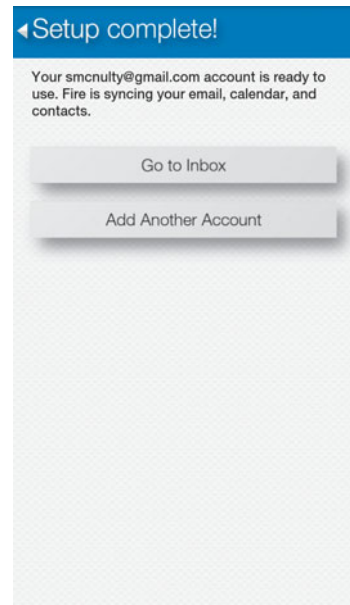 Setup complete!
Your smcnulty@gmail.com account is ready to
use. Fire is syncing your email, calendar, and
contacts.
Go to Inbox
Add Another Account